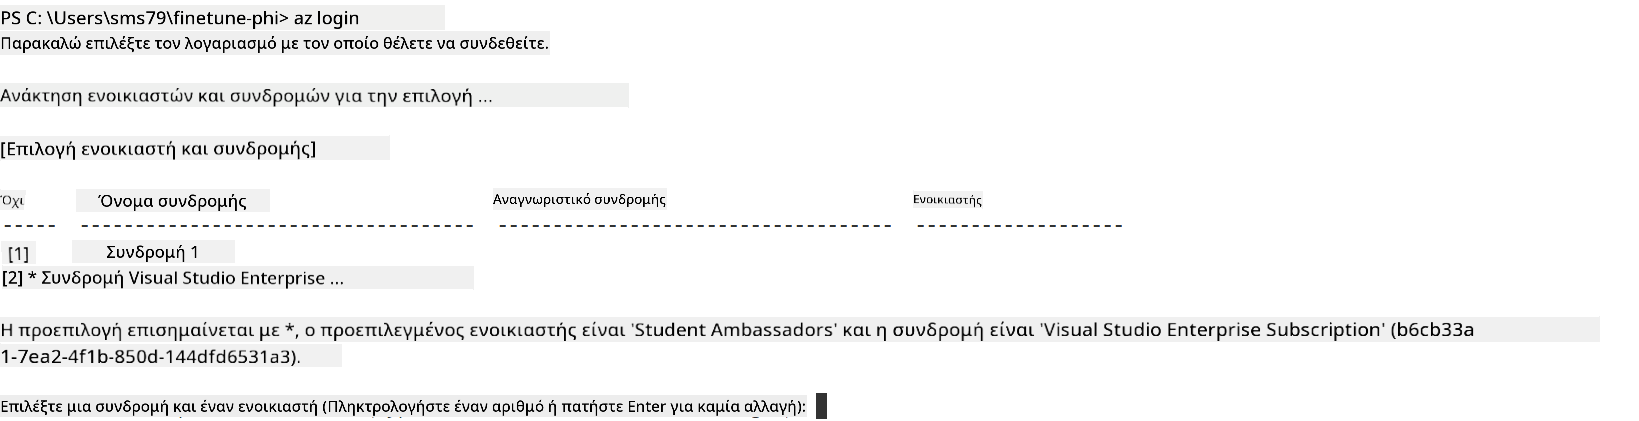 PS C: \Users\sms79\finetune-phi> az login
Παρακαλώ επιλέξτε τον λογαριασμό με τον οποίο θέλετε να συνδεθείτε.
Ανάκτηση ενοικιαστών και συνδρομών για την επιλογή ...
[Επιλογή ενοικιαστή και συνδρομής]
Όχι Όνομα συνδρομής Αναγνωριστικό συνδρομής Ενοικιαστής
[1] Συνδρομή 1
[2] * Συνδρομή Visual Studio Enterprise ...
Η προεπιλογή επισημαίνεται με *, ο προεπιλεγμένος ενοικιαστής είναι 'Student Ambassadors' και η συνδρομή είναι 'Visual Studio Enterprise Subscription' (b6cb33a
1-7ea2-4f1b-850d-144dfd6531a3).
Επιλέξτε μια συνδρομή και έναν ενοικιαστή (Πληκτρολογήστε έναν αριθμό ή πατήστε Enter για καμία αλλαγή):